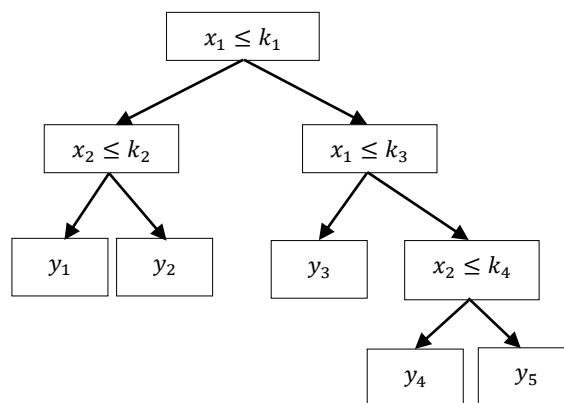 x₁ ≤ k₁
x₂ ≤ k₂
x₁ ≤ k₃
y₁
y₂
y₃
x₂ ≤ k₄
y₄
y₅